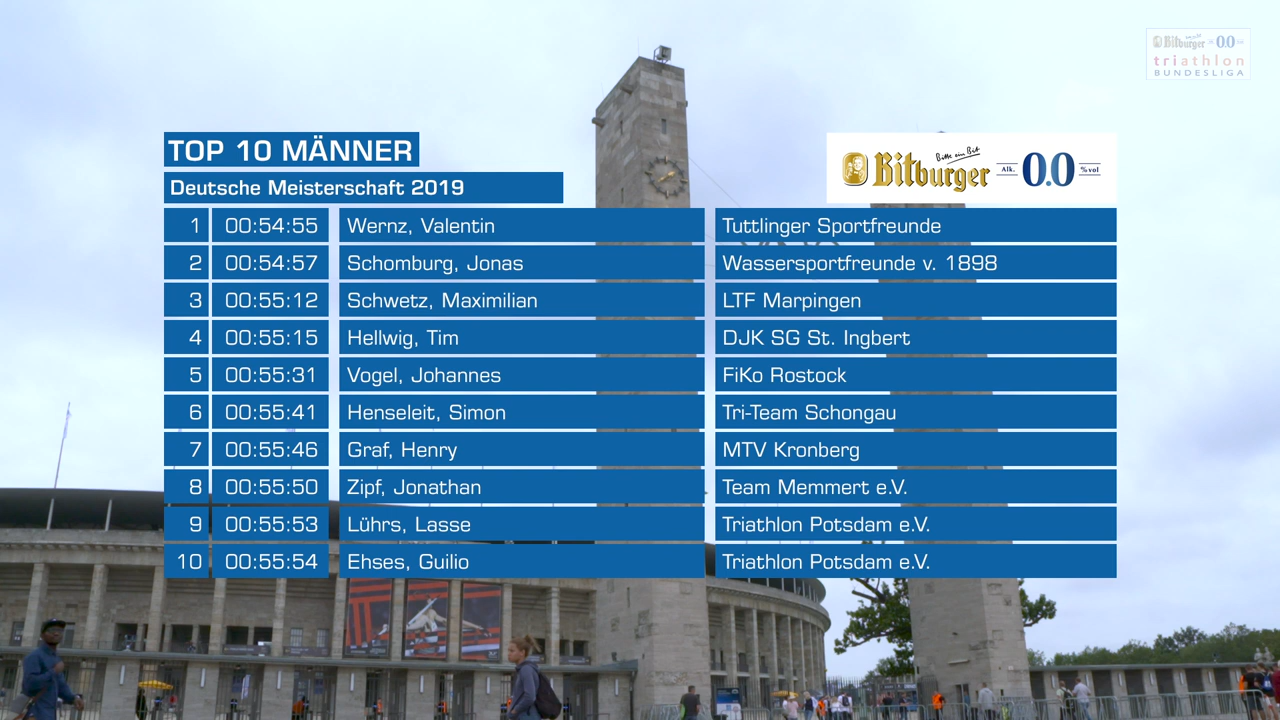 Bitburger 0.0
triathlon
BUNDESLIGA
TOP 10 MÄNNER
Deutsche Meisterschaft 2019
Bitte ein Bit
Bitburger Alk. 0.0 %vol
1 00:54:55 Wernz, Valentin Tuttlinger Sportfreunde
2 00:54:57 Schomburg, Jonas Wassersportfreunde v. 1898
3 00:55:12 Schwetz, Maximilian LTF Marpingen
4 00:55:15 Hellwig, Tim DJK SG St. Ingbert
5 00:55:31 Vogel, Johannes FiKo Rostock
6 00:55:41 Henseleit, Simon Tri-Team Schongau
7 00:55:46 Graf, Henry MTV Kronberg
8 00:55:50 Zipf, Jonathan Team Memmert e.V.
9 00:55:53 Lührs, Lasse Triathlon Potsdam e.V.
10 00:55:54 Ehses, Guilio Triathlon Potsdam e.V.